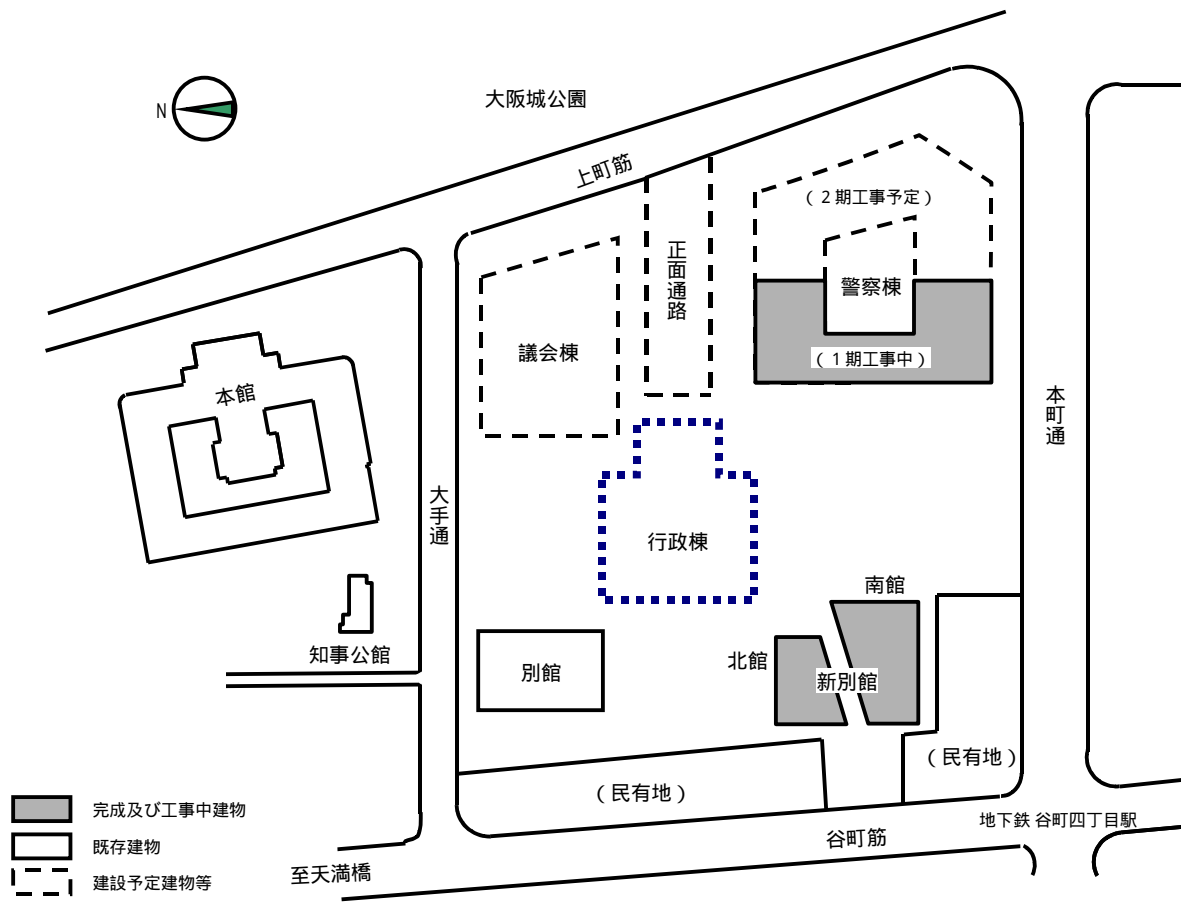 N
大阪城公園
上町筋
（２期工事予定）
正面通路
警察棟
議会棟
（１期工事中）
本館
本町通
大手通
行政棟
南館
知事公館
北館
別館
新別館
（民有地）
（民有地）
完成及び工事中建物
地下鉄 谷町四丁目駅
谷町筋
既存建物
至天満橋
建設予定建物等